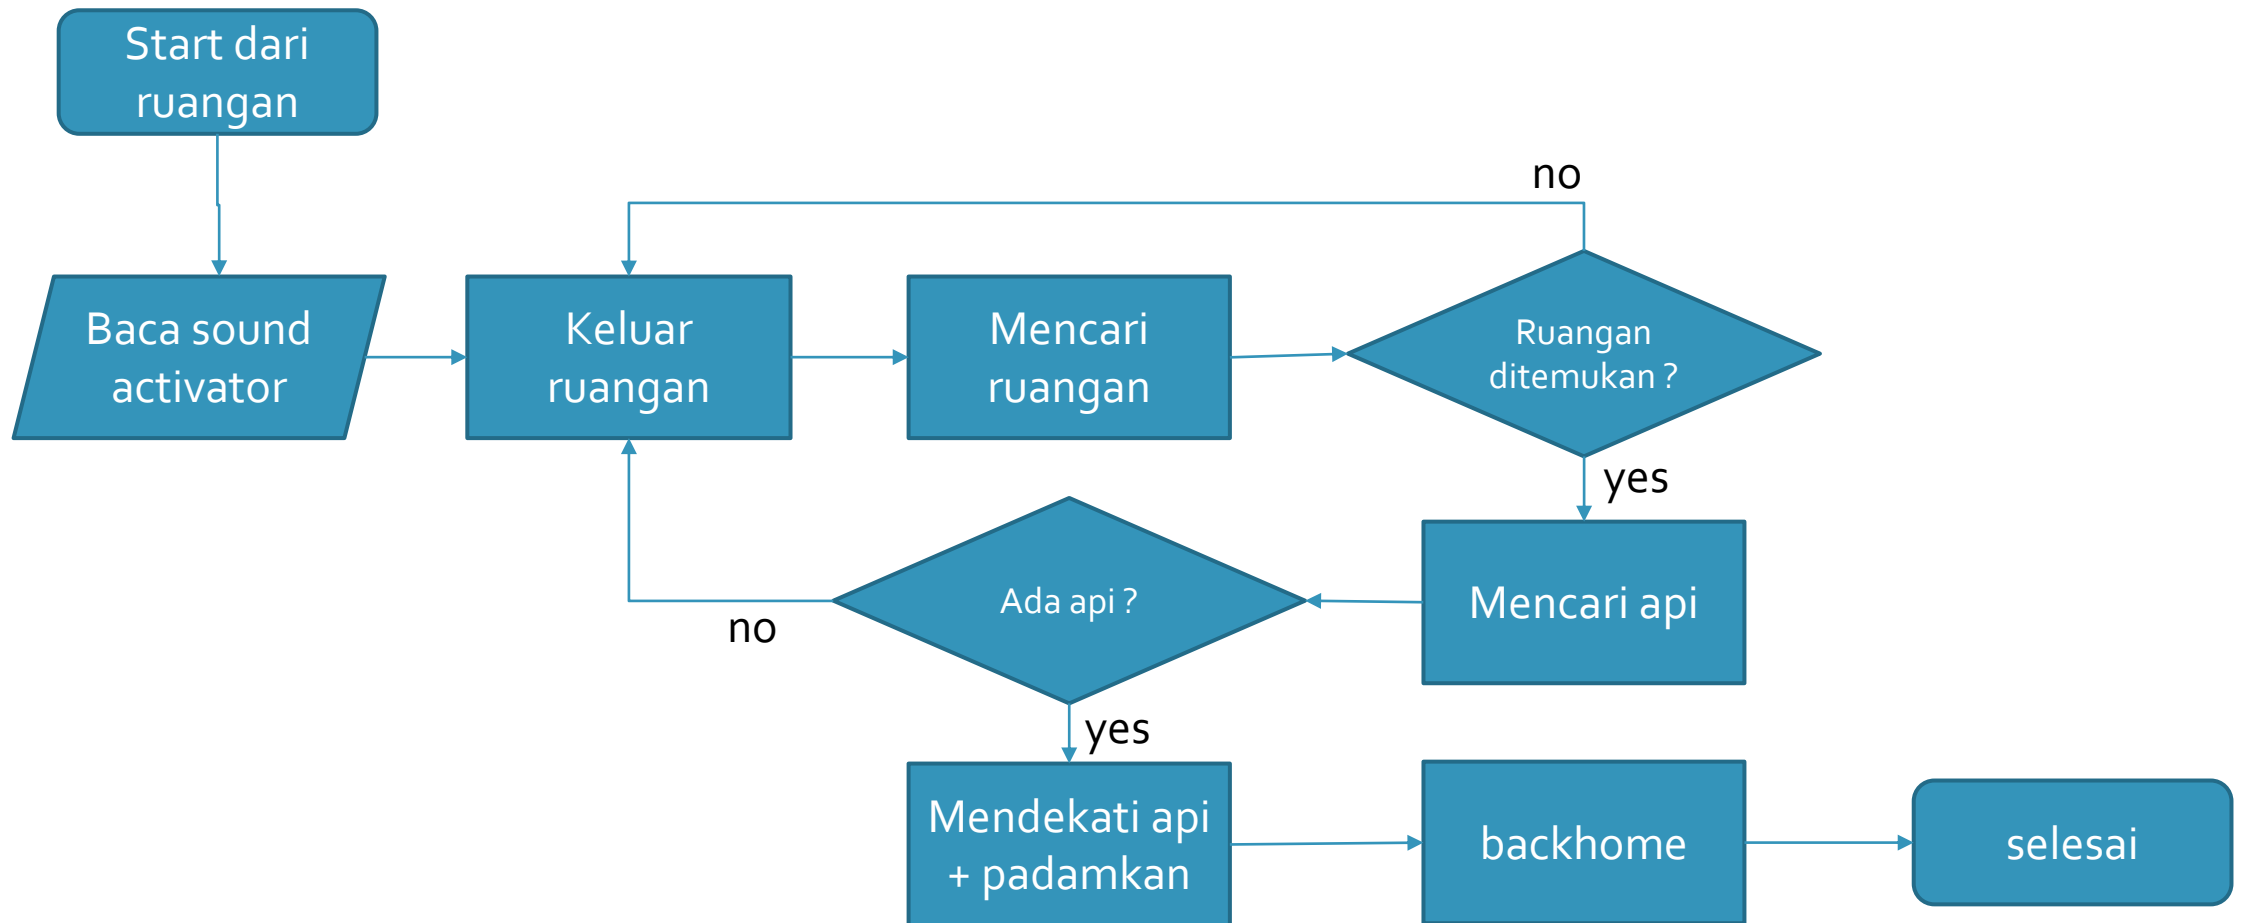 Start dari
ruangan
no
Baca sound
activator
Keluar
ruangan
Mencari
ruangan
Ruangan
ditemukan ?
yes
Ada api ?
Mencari api
no
yes
Mendekati api
+ padamkan
backhome
selesai